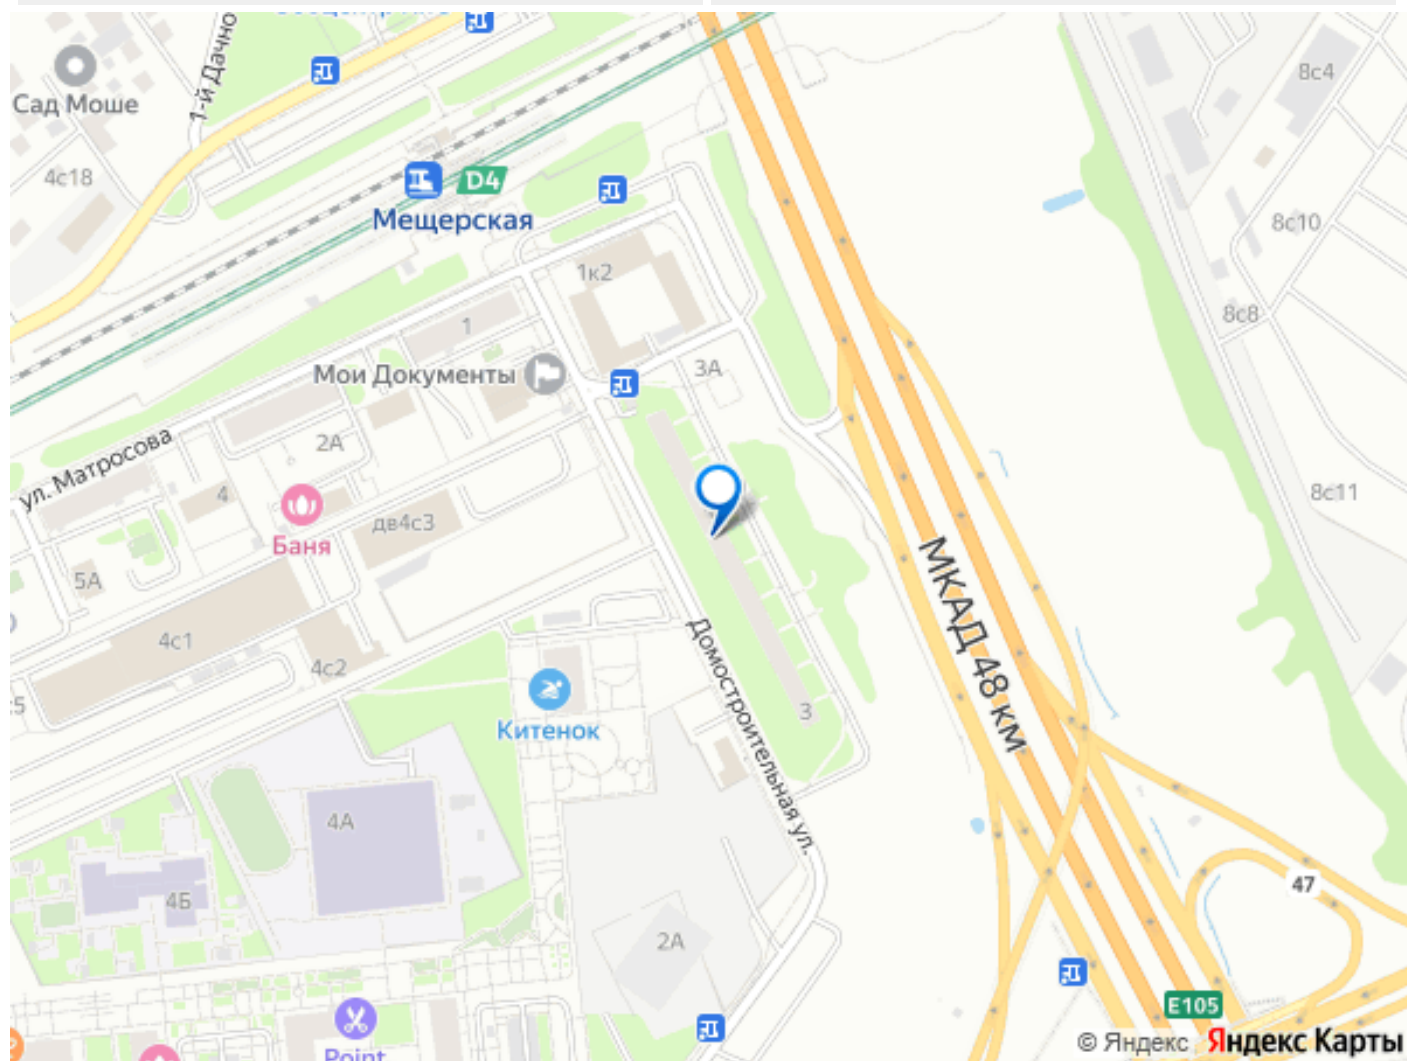 1-й Дачно
Сад Моше
4с18
8с4
D4
Мещерская
8с10
1к2
8с8
1
Мои Документы
3А
2А
ул. Матросова
4
8с11
Баня
дв4с3
МКАД 48 км
5А
4с1
4с2
Домостроительная ул.
с5
3
Китенок
4А
4Б
47
2А
E105
Point
© Яндекс Яндекс Карты